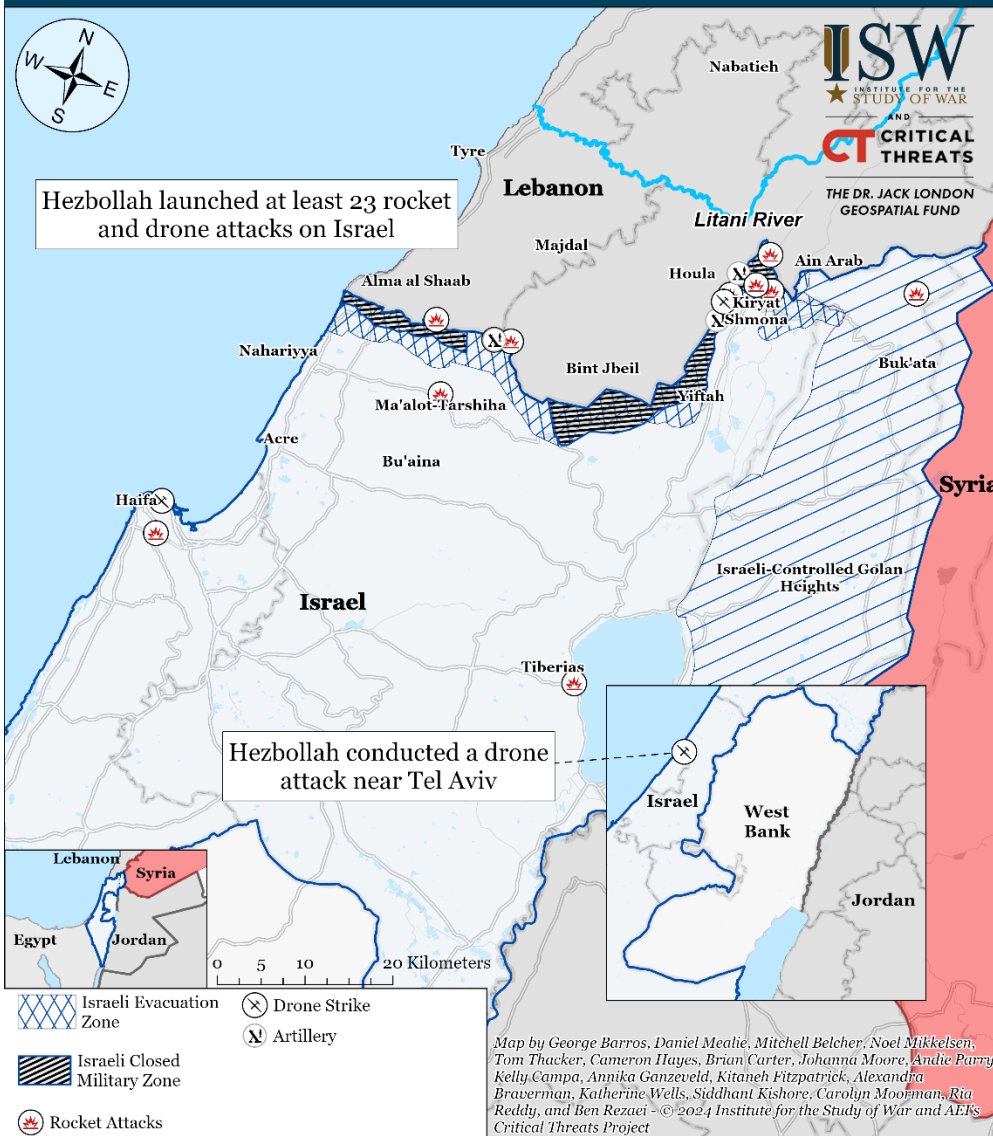 N
W
E
S
ISW
INSTITUTE FOR THE
STUDY OF WAR
AND
CT CRITICAL
THREATS
THE DR. JACK LONDON
GEOSPATIAL FUND
Nabatieh
Tyre
Lebanon
Hezbollah launched at least 23 rocket
and drone attacks on Israel
Litani River
Majdal
Ain Arab
Houla
Alma al Shaab
Kiryat
Shmona
Nahariyya
Bint Jbeil
Buk'ata
Yiftah
Ma'alot-Tarshiha
Acre
Bu'aina
Haifa
Syria
Israeli-Controlled Golan
Heights
Israel
Tiberias
Hezbollah conducted a drone
attack near Tel Aviv
Israel
West
Bank
Jordan
Lebanon
Syria
Egypt
Jordan
0 5 10 20 Kilometers
Israeli Evacuation
Zone
Israeli Closed
Military Zone
Rocket Attacks
Drone Strike
Artillery
Map by George Barros, Daniel Mealie, Mitchell Belcher, Noel Mikkelsen,
Tom Thacker, Cameron Hayes, Brian Carter, Johanna Moore, Andie Parry
Kelly Campa, Annika Ganzeveld, Kitaneh Fitzpatrick, Alexandra
Braverman, Katherine Wells, Siddhant Kishore, Carolyn Moorman, Ria
Reddy, and Ben Rezaei - © 2024 Institute for the Study of War and AEI's
Critical Threats Project